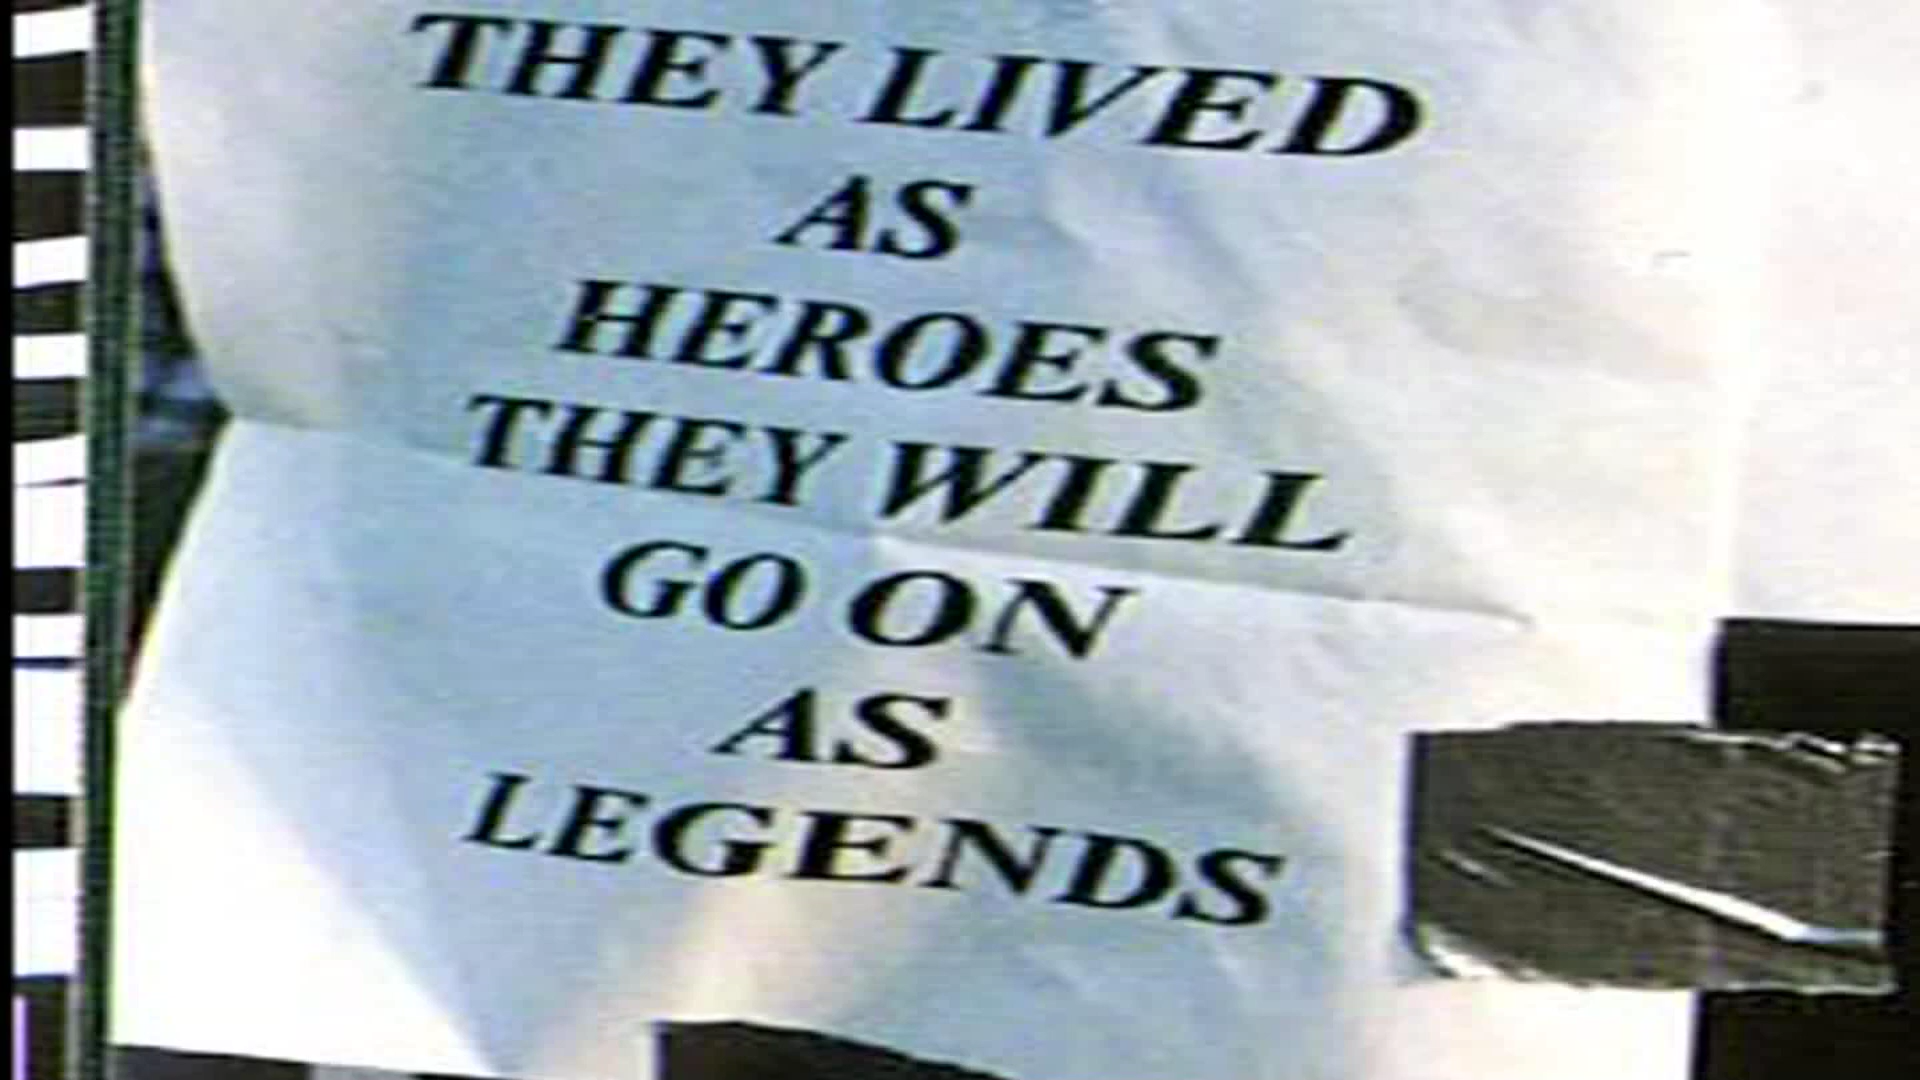 THEY LIVED
AS
HEROES
THEY WILL
GO ON
AS
LEGENDS